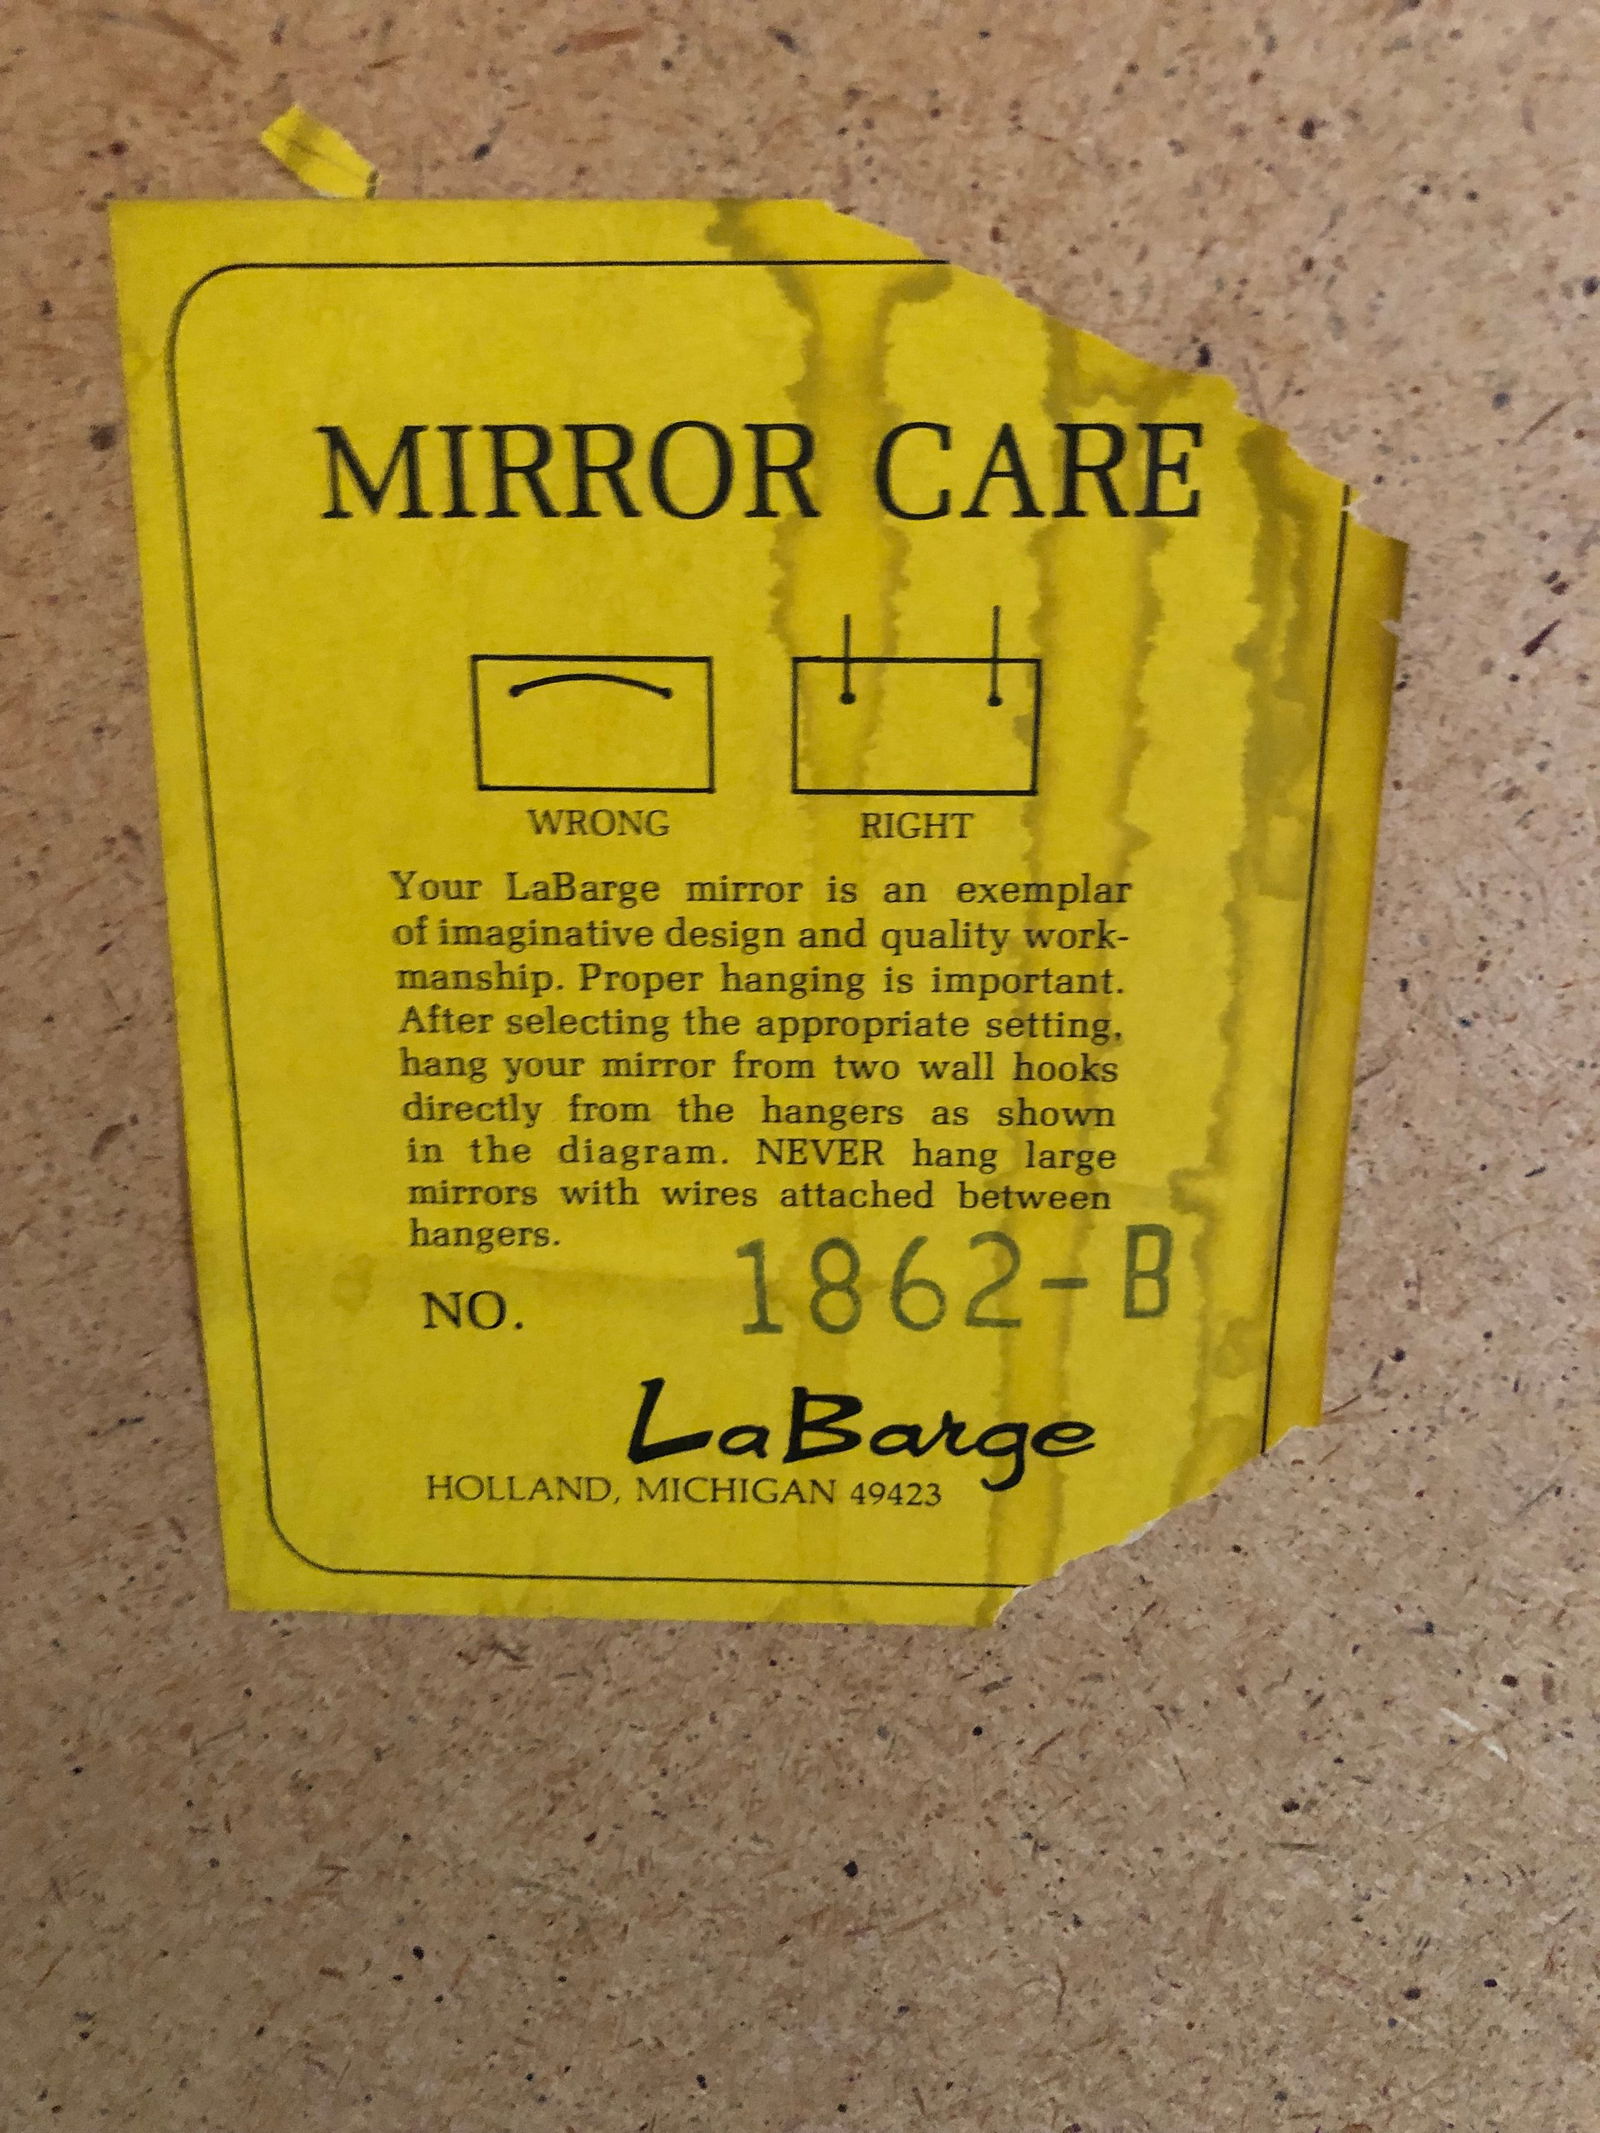 MIRROR CARE
WRONG RIGHT
Your LaBarge mirror is an exemplar
of imaginative design and quality work-
manship. Proper hanging is important.
After selecting the appropriate setting,
hang your mirror from two wall hooks
directly from the hangers as shown
in the diagram. NEVER hang large
mirrors with wires attached between
hangers.
NO. 1862-B
LaBarge
HOLLAND, MICHIGAN 49423